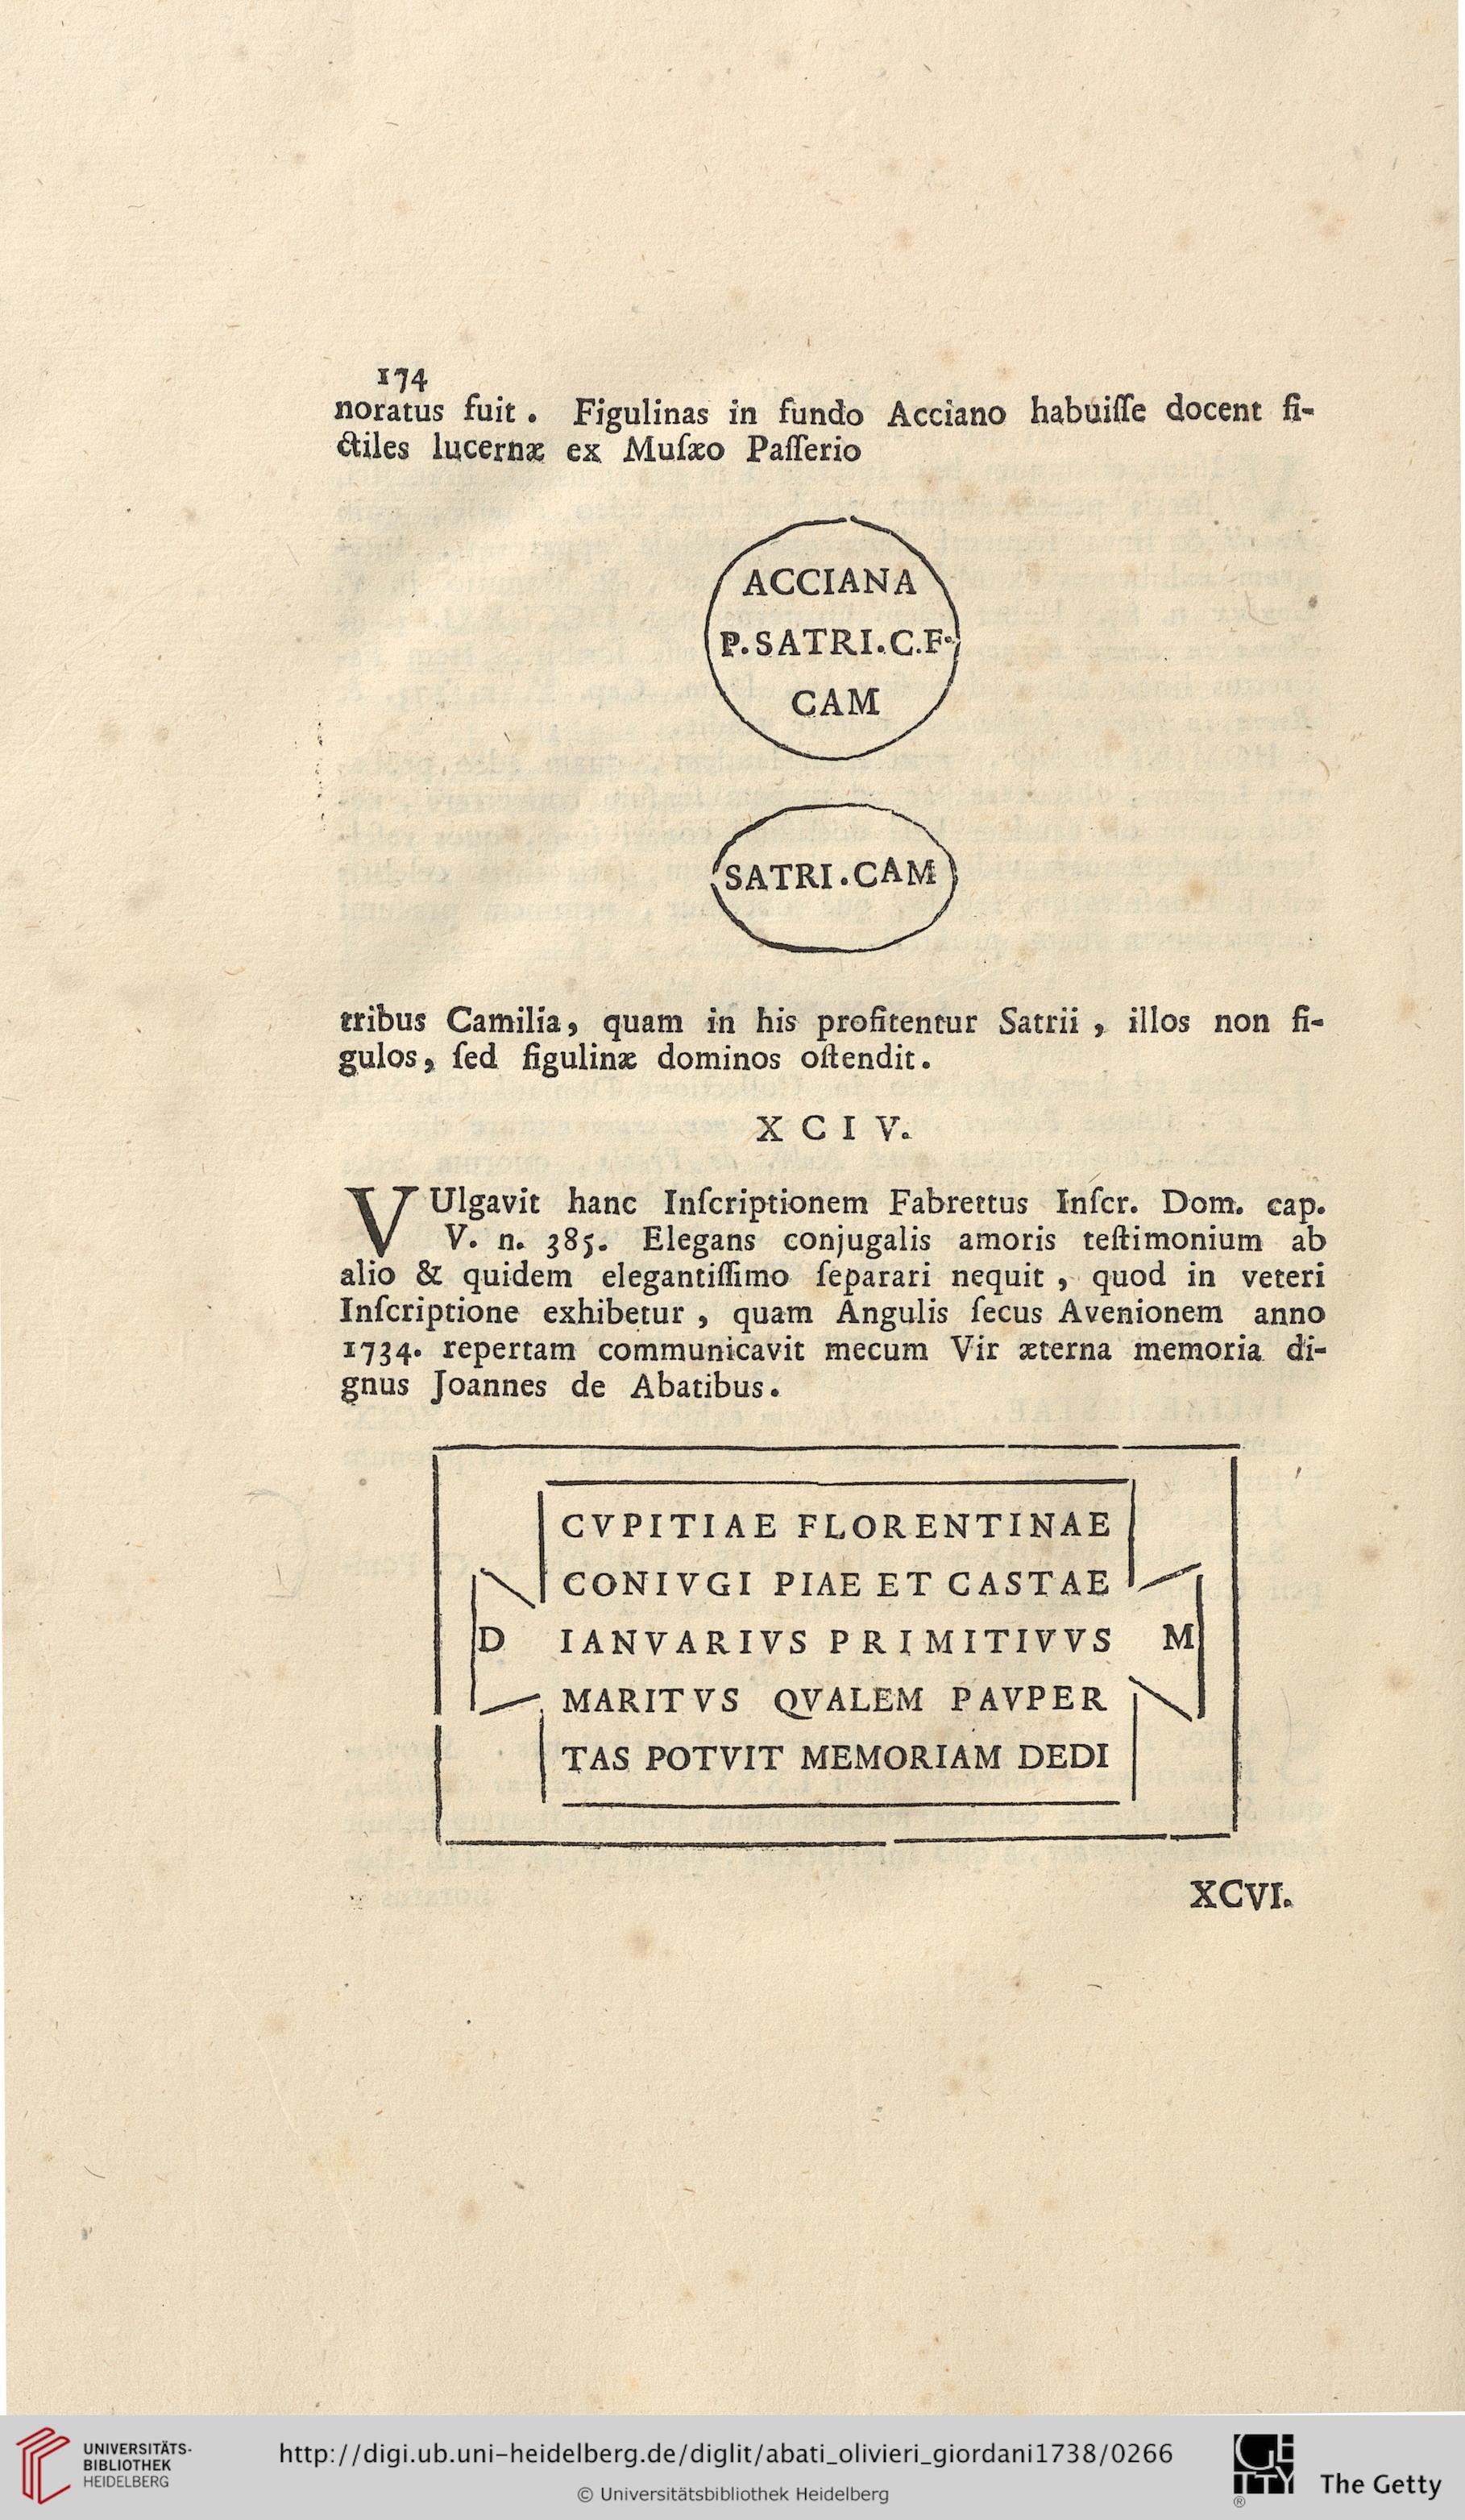 174
noratus fuit. Figulinas in fundo Acciano habuiſſe docent fi-
ctiles lucernæ ex Muſæo Paſſerio
ACCIANA
P.SATRI.C.F.
CAM
SATRI.CAM
tribus Camilia, quam in his profitentur Satrii, illos non fi-
gulos, ſed figulinæ dominos oſtendit.
XCIV.
VUlgavit hanc Inſcriptionem Fabrettus Inſcr. Dom. cap.
V. n. 385. Elegans conjugalis amoris teſtimonium ab
alio & quidem elegantiſſimo ſeparari nequit, quod in veteri
Inſcriptione exhibetur, quam Angulis ſecus Avenionem anno
1734. repertam communicavit mecum Vir æterna memoria di-
gnus Joannes de Abatibus.
CVPITIAE FLORENTINAE
CONIVGI PIAE ET CASTAE
D IANVARIVS PRIMITIVVS M
MARITVS QVALEM PAVPER
TAS POTVIT MEMORIAM DEDI
XCVI.
UNIVERSITÄTS-
BIBLIOTHEK
HEIDELBERG
http://digi.ub.uni-heidelberg.de/diglit/abati_olivieri_giordani1738/0266
© Universitätsbibliothek Heidelberg
GETTY
®
The Getty